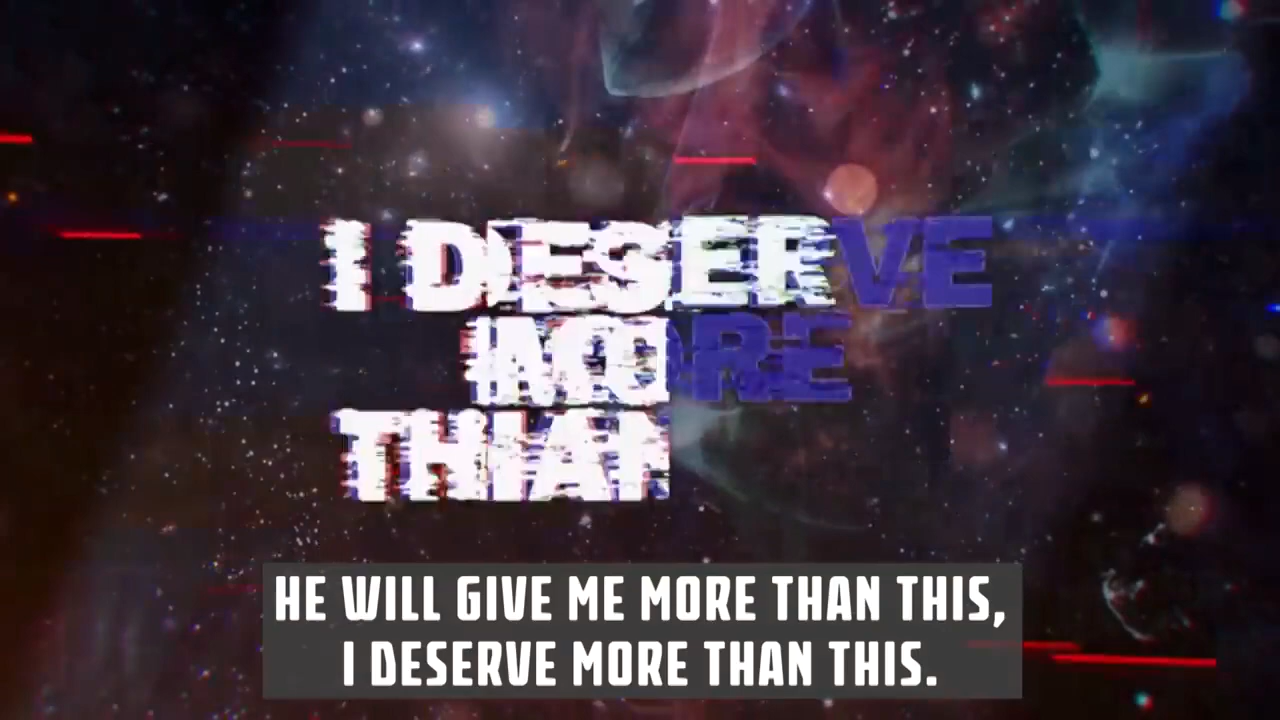 I DESERVE
MORE
THAN
HE WILL GIVE ME MORE THAN THIS,
I DESERVE MORE THAN THIS.